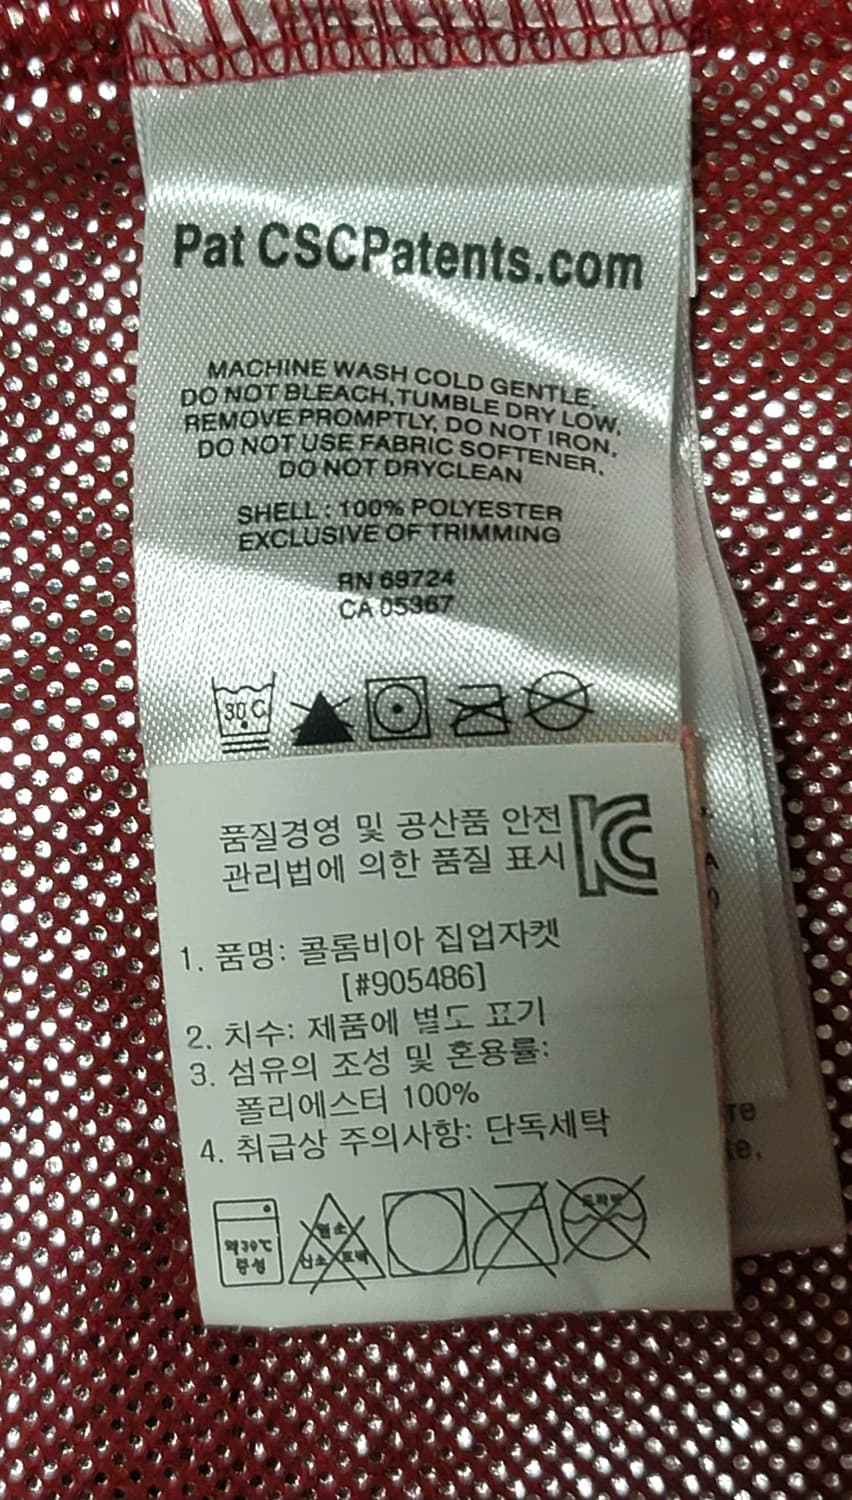 Pat CSCPatents.com
MACHINE WASH COLD GENTLE,
DO NOT BLEACH, TUMBLE DRY LOW,
REMOVE PROMPTLY, DO NOT IRON,
DO NOT USE FABRIC SOFTENER,
DO NOT DRYCLEAN
SHELL : 100% POLYESTER
EXCLUSIVE OF TRIMMING
RN 69724
CA 05367
30°C
품질경영 및 공산품 안전
관리법에 의한 품질 표시
KC
1. 품명: 콜롬비아 집업자켓
[#905486]
2. 치수: 제품에 별도 표기
3. 섬유의 조성 및 혼용률:
폴리에스터 100%
4. 취급상 주의사항: 단독세탁
약30℃
중성
염소
산소 표백
드라이